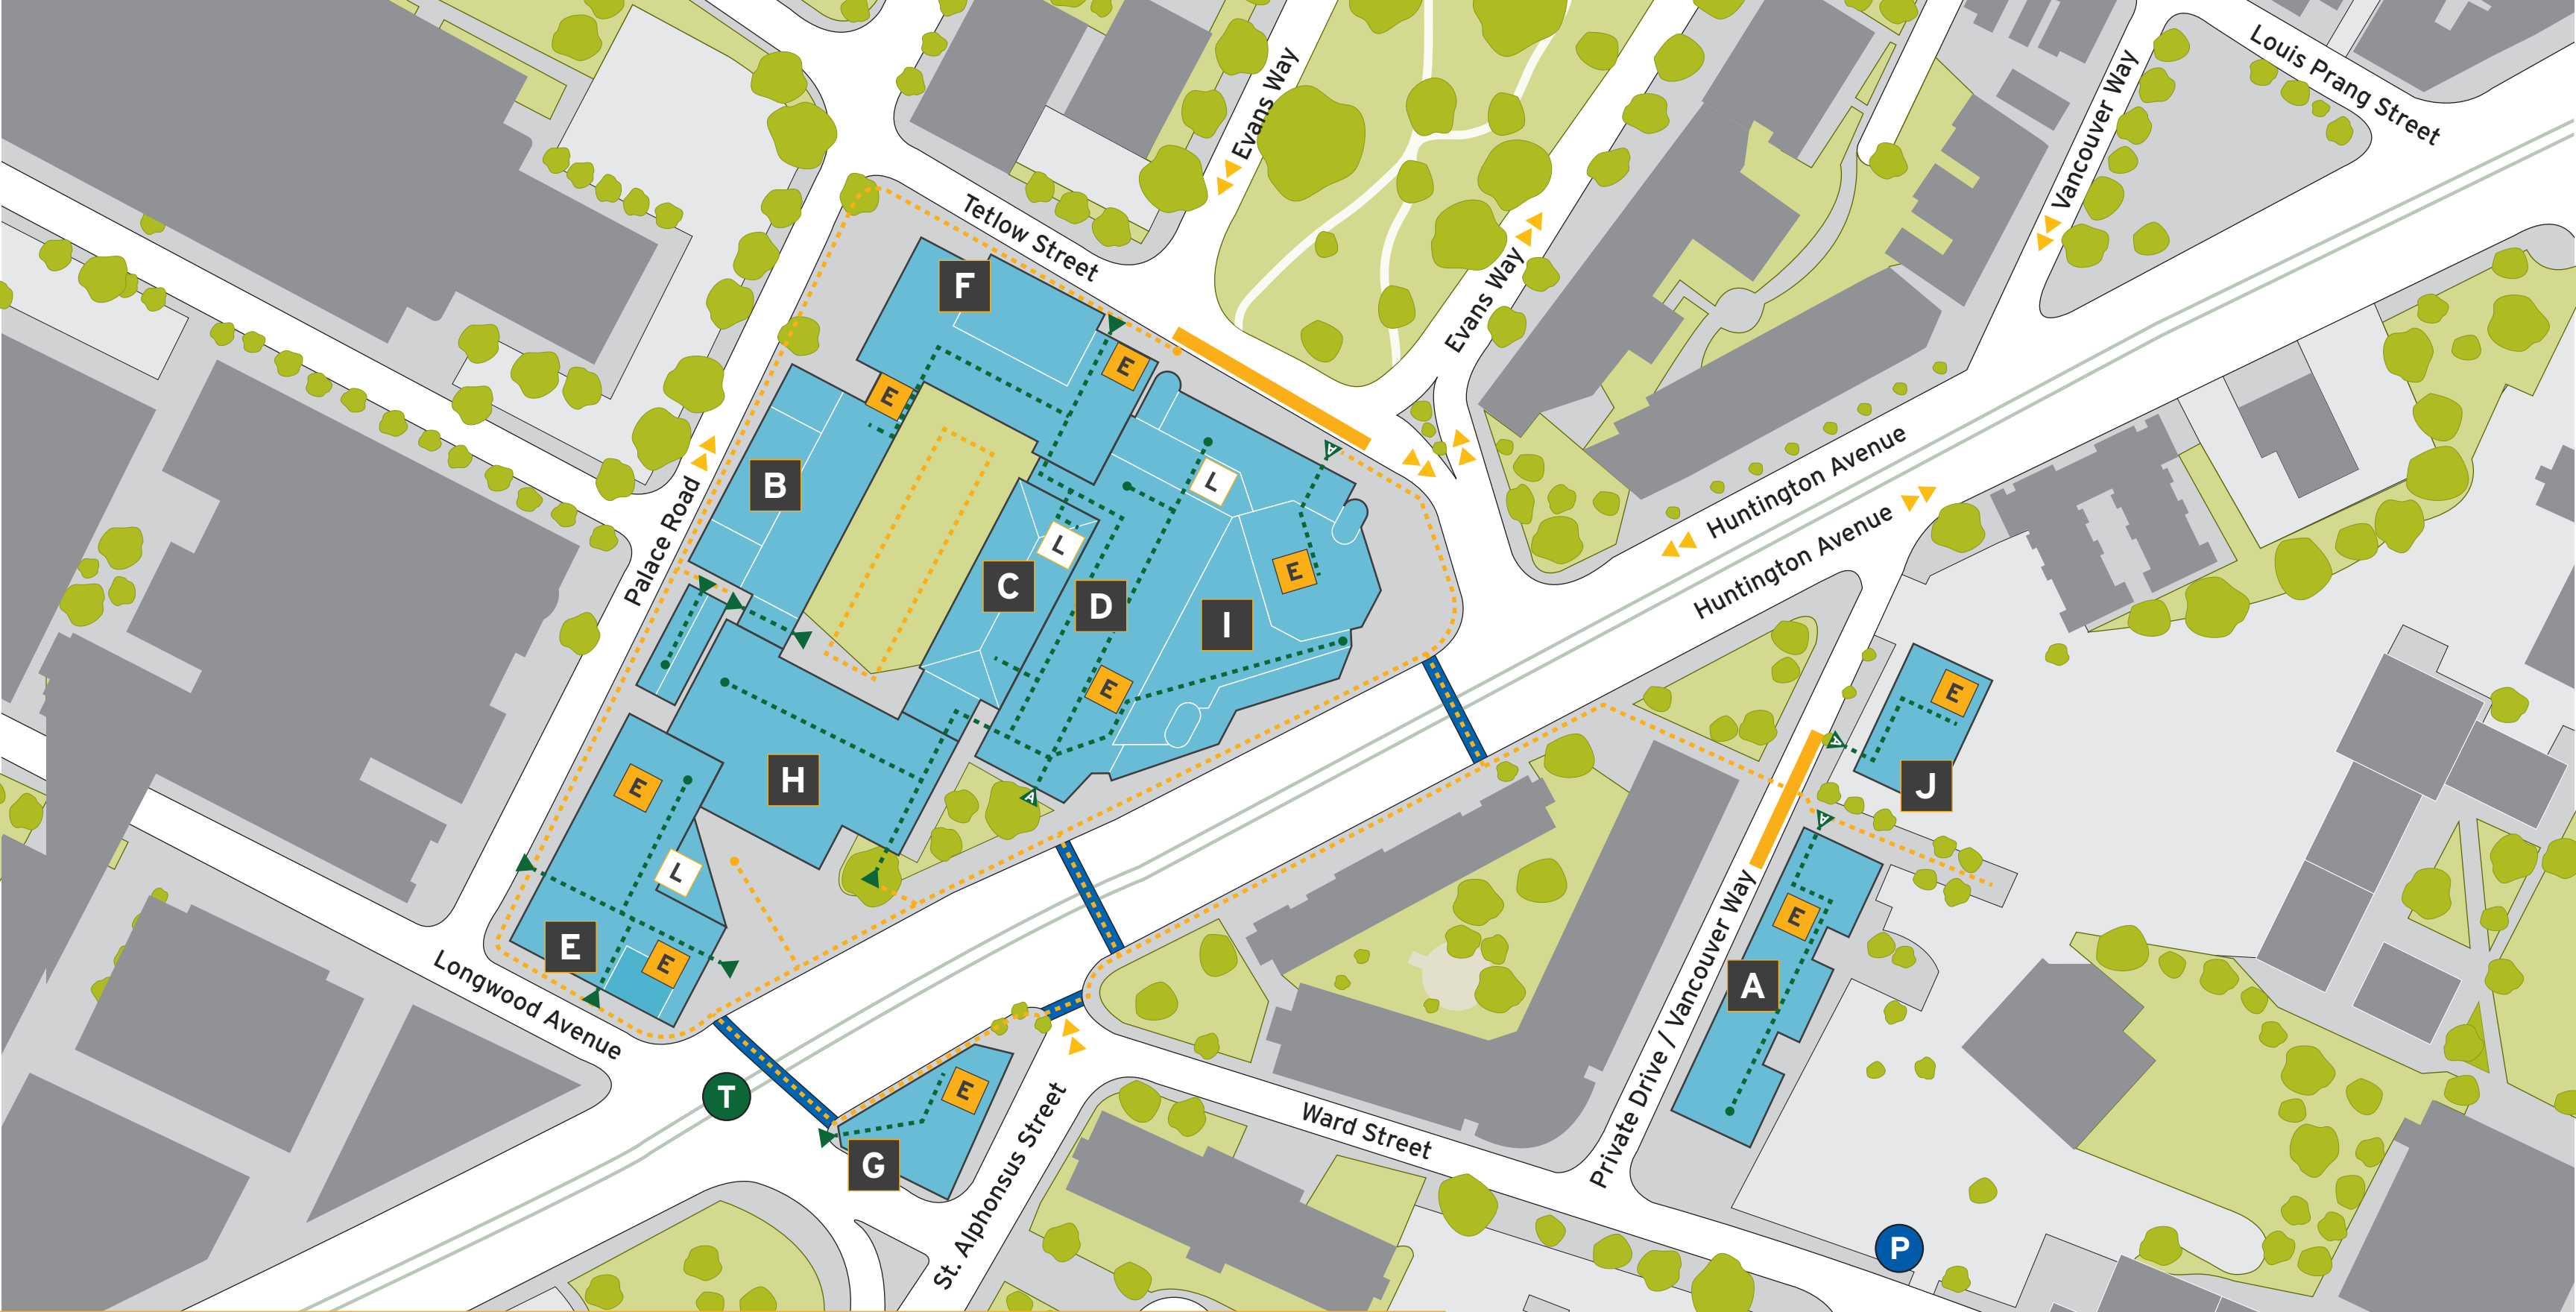 Louis Prang Street
Vancouver Way
Evans Way
Tetlow Street
Evans Way
F
E
E
B
L
Palace Road
Huntington Avenue
Huntington Avenue
L
C
D
E
I
A
E
E
J
A
H
E
A
A
L
E
E
E
A
Longwood Avenue
Private Drive / Vancouver Way
T
E
G
St. Alphonsus Street
Ward Street
P